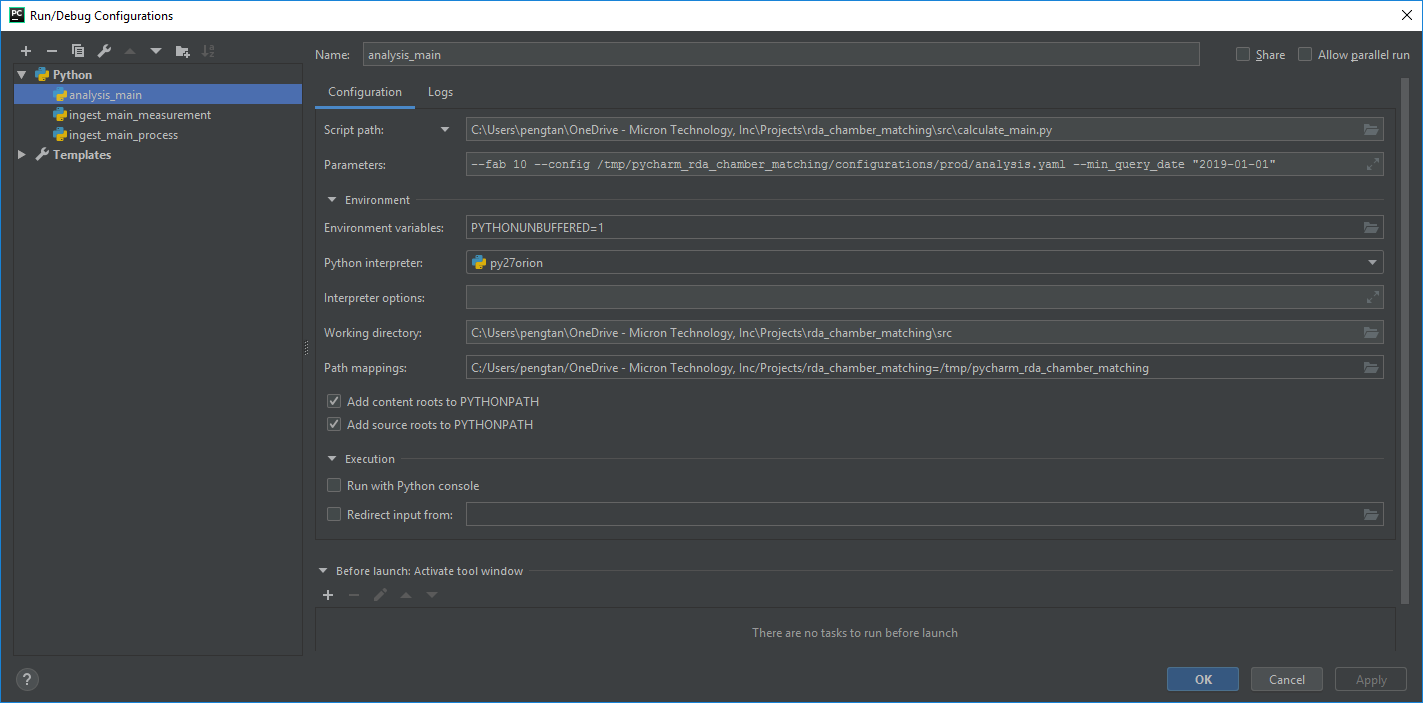 PC Run/Debug Configurations
Name: analysis_main Share Allow parallel run
Python
analysis_main
ingest_main_measurement
ingest_main_process
Templates
Configuration Logs
Script path: C:\Users\pengtan\OneDrive - Micron Technology, Inc\Projects\rda_chamber_matching\src\calculate_main.py
Parameters: --fab 10 --config /tmp/pycharm_rda_chamber_matching/configurations/prod/analysis.yaml --min_query_date "2019-01-01"
Environment
Environment variables: PYTHONUNBUFFERED=1
Python interpreter: py27orion
Interpreter options:
Working directory: C:\Users\pengtan\OneDrive - Micron Technology, Inc\Projects\rda_chamber_matching\src
Path mappings: C:/Users/pengtan/OneDrive - Micron Technology, Inc/Projects/rda_chamber_matching=/tmp/pycharm_rda_chamber_matching
Add content roots to PYTHONPATH
Add source roots to PYTHONPATH
Execution
Run with Python console
Redirect input from:
Before launch: Activate tool window
There are no tasks to run before launch
? OK Cancel Apply